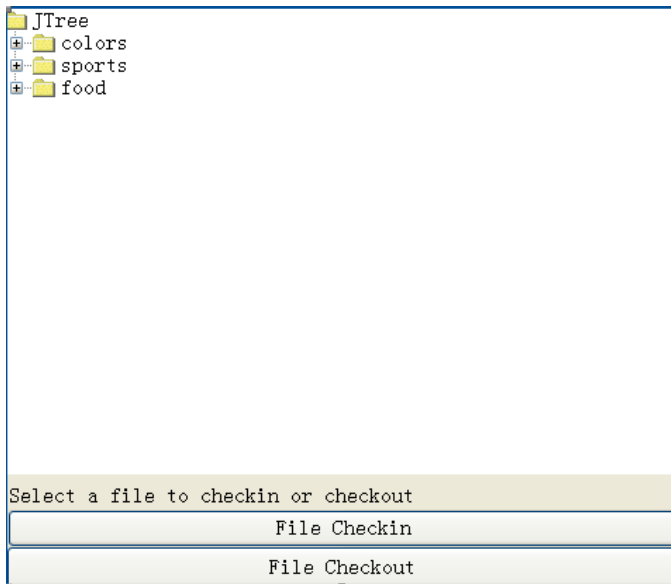 JTree
colors
sports
food
Select a file to checkin or checkout
File Checkin
File Checkout